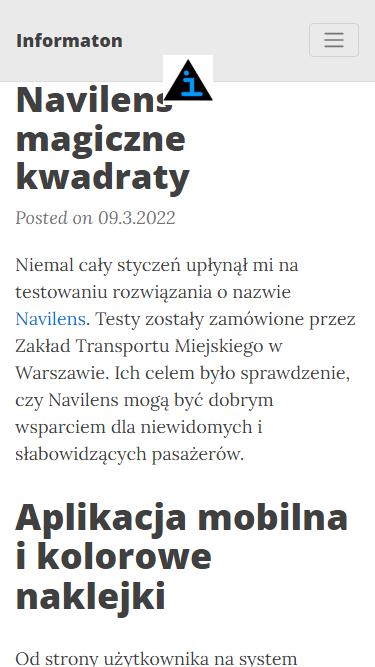 Informaton
Navilens
magiczne
kwadraty
Posted on 09.3.2022
Niemal cały styczeń upłynął mi na
testowaniu rozwiązania o nazwie
Navilens. Testy zostały zamówione przez
Zakład Transportu Miejskiego w
Warszawie. Ich celem było sprawdzenie,
czy Navilens mogą być dobrym
wsparciem dla niewidomych i
słabowidzących pasażerów.
Aplikacja mobilna
i kolorowe
naklejki
Od strony użytkownika na system